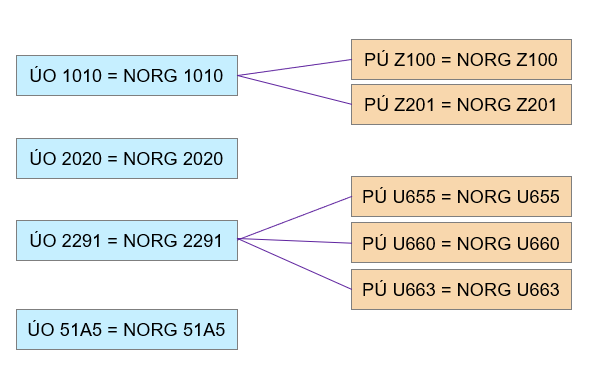 ÚO 1010 = NORG 1010
PÚ Z100 = NORG Z100
PÚ Z201 = NORG Z201
ÚO 2020 = NORG 2020
ÚO 2291 = NORG 2291
PÚ U655 = NORG U655
PÚ U660 = NORG U660
PÚ U663 = NORG U663
ÚO 51A5 = NORG 51A5